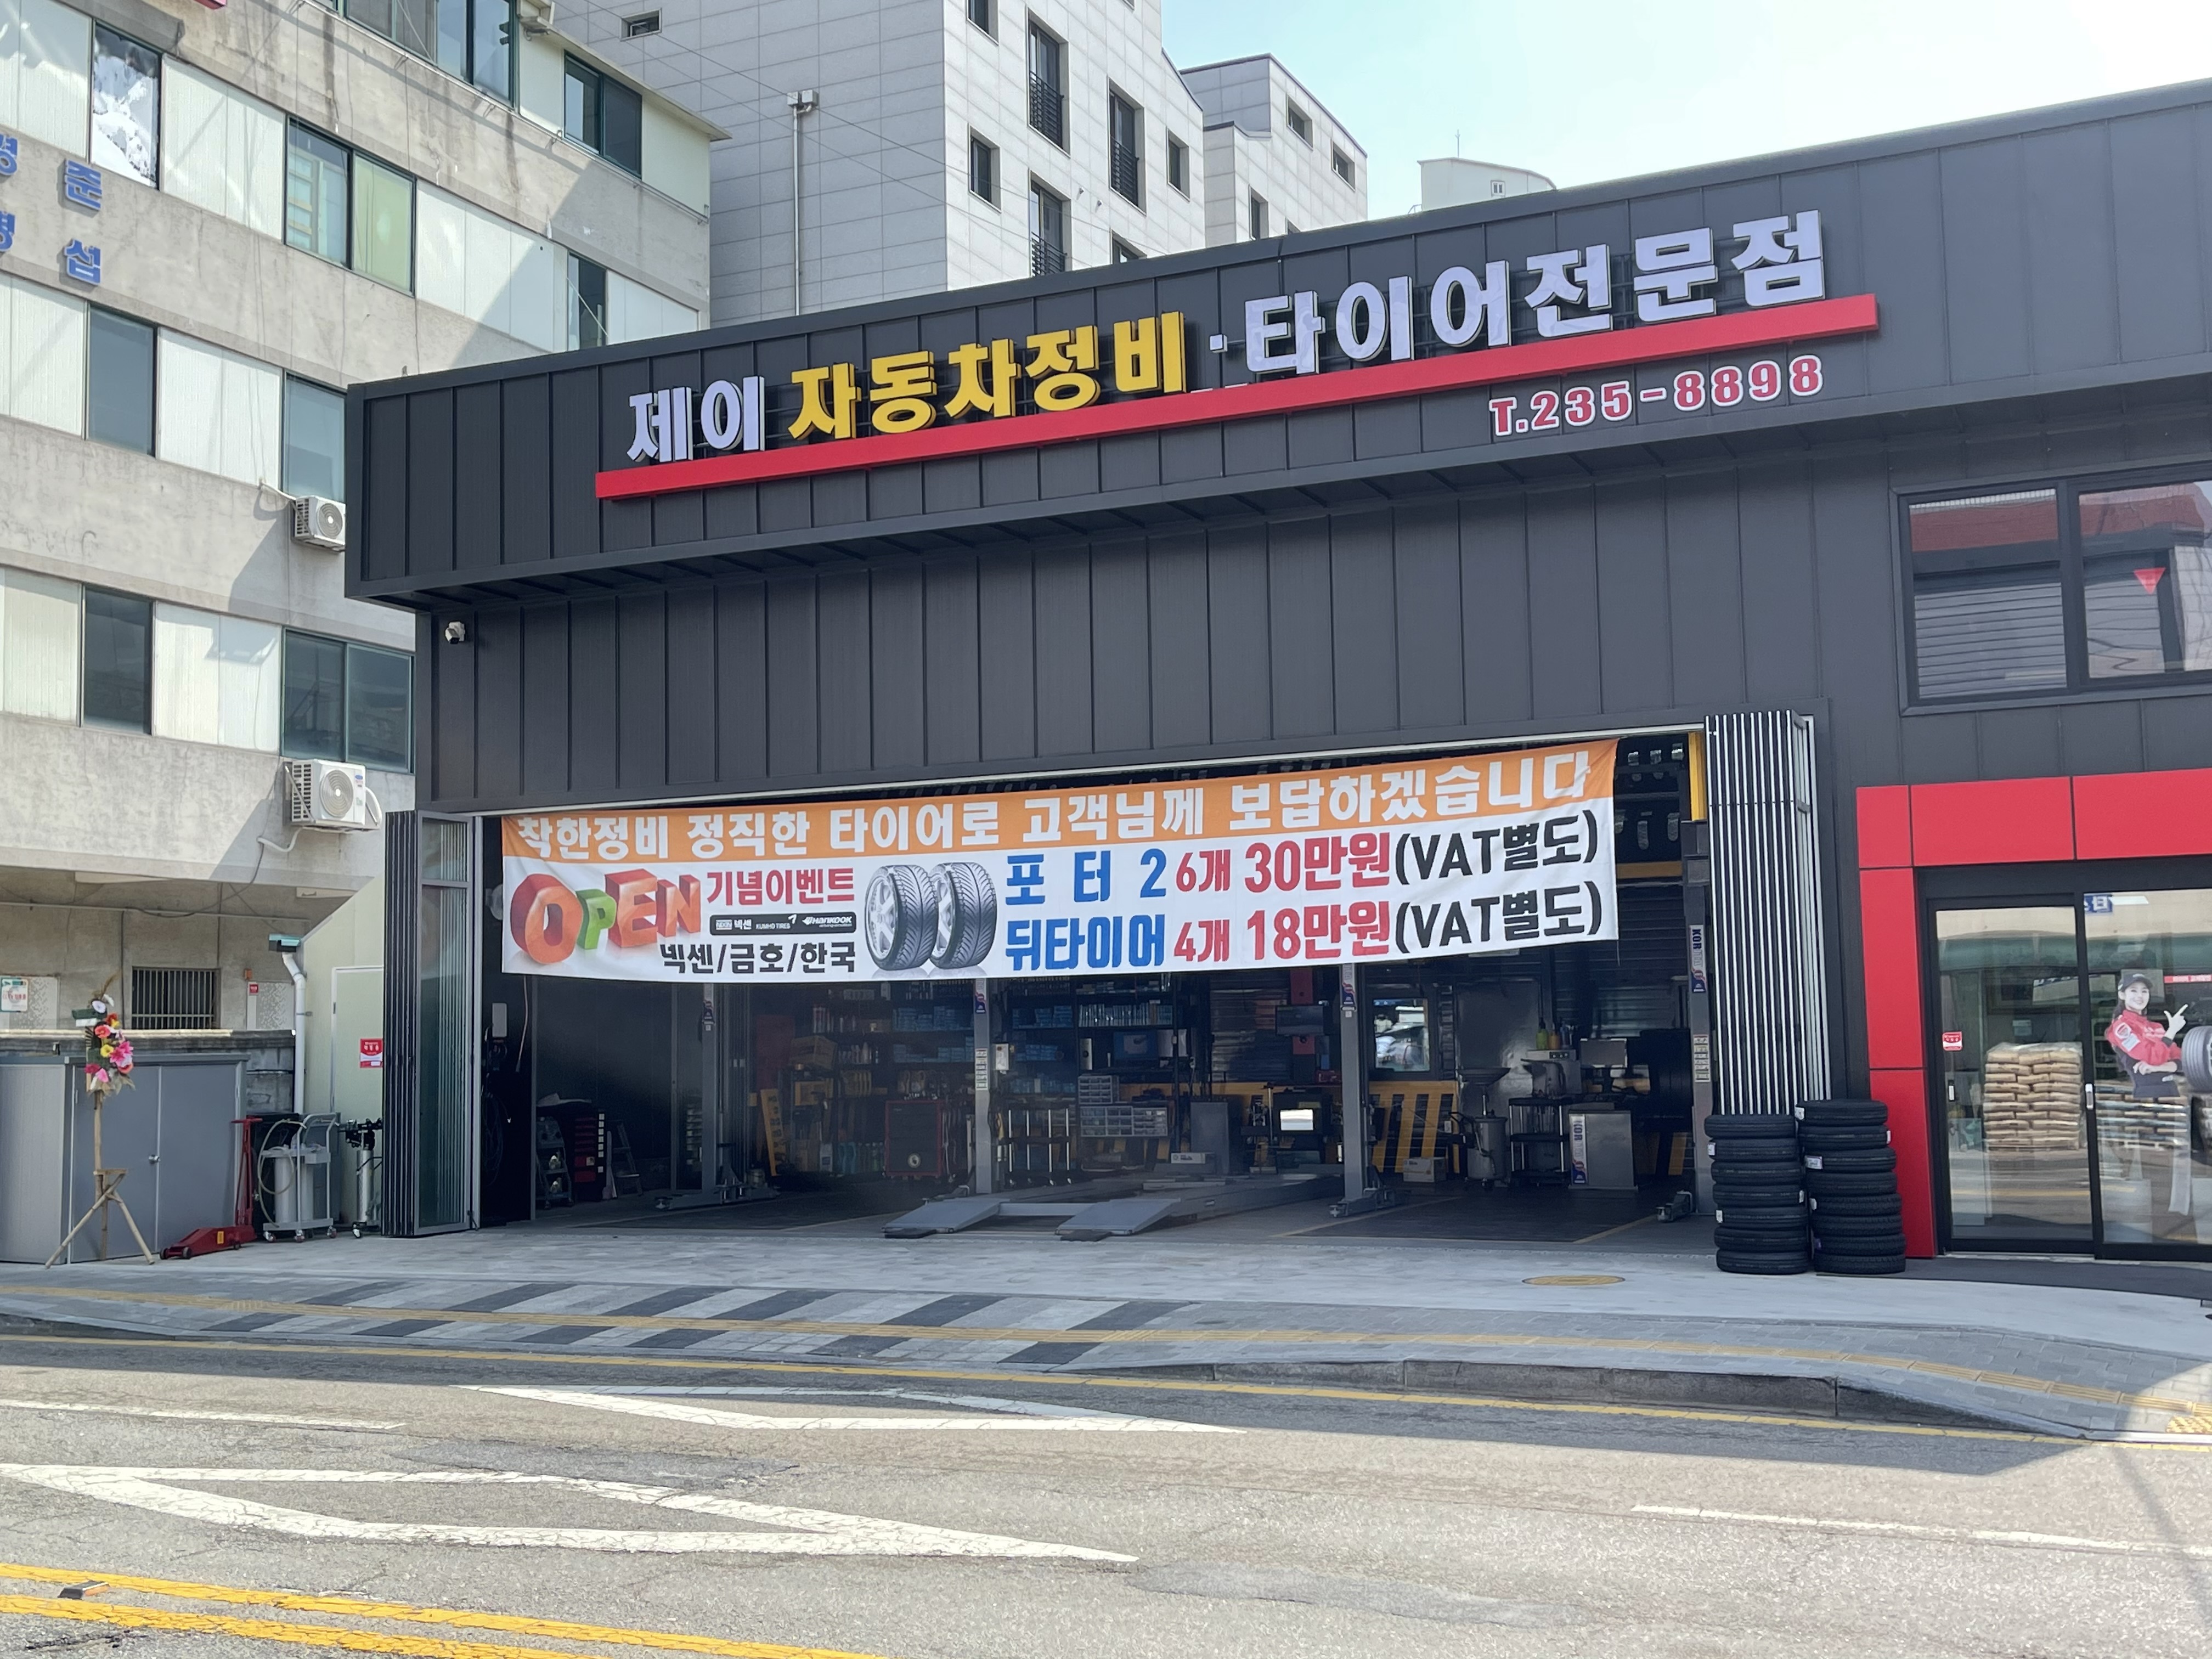 제이 자동차정비·타이어전문점
T.235-8898
착한정비 정직한 타이어로 고객님께 보답하겠습니다
OPEN 기념이벤트
넥센 KUMHO TIRES HANKOOK
넥센/금호/한국
포터2 6개 30만원(VAT별도)
뒤타이어 4개 18만원(VAT별도)
준
섭
KOR